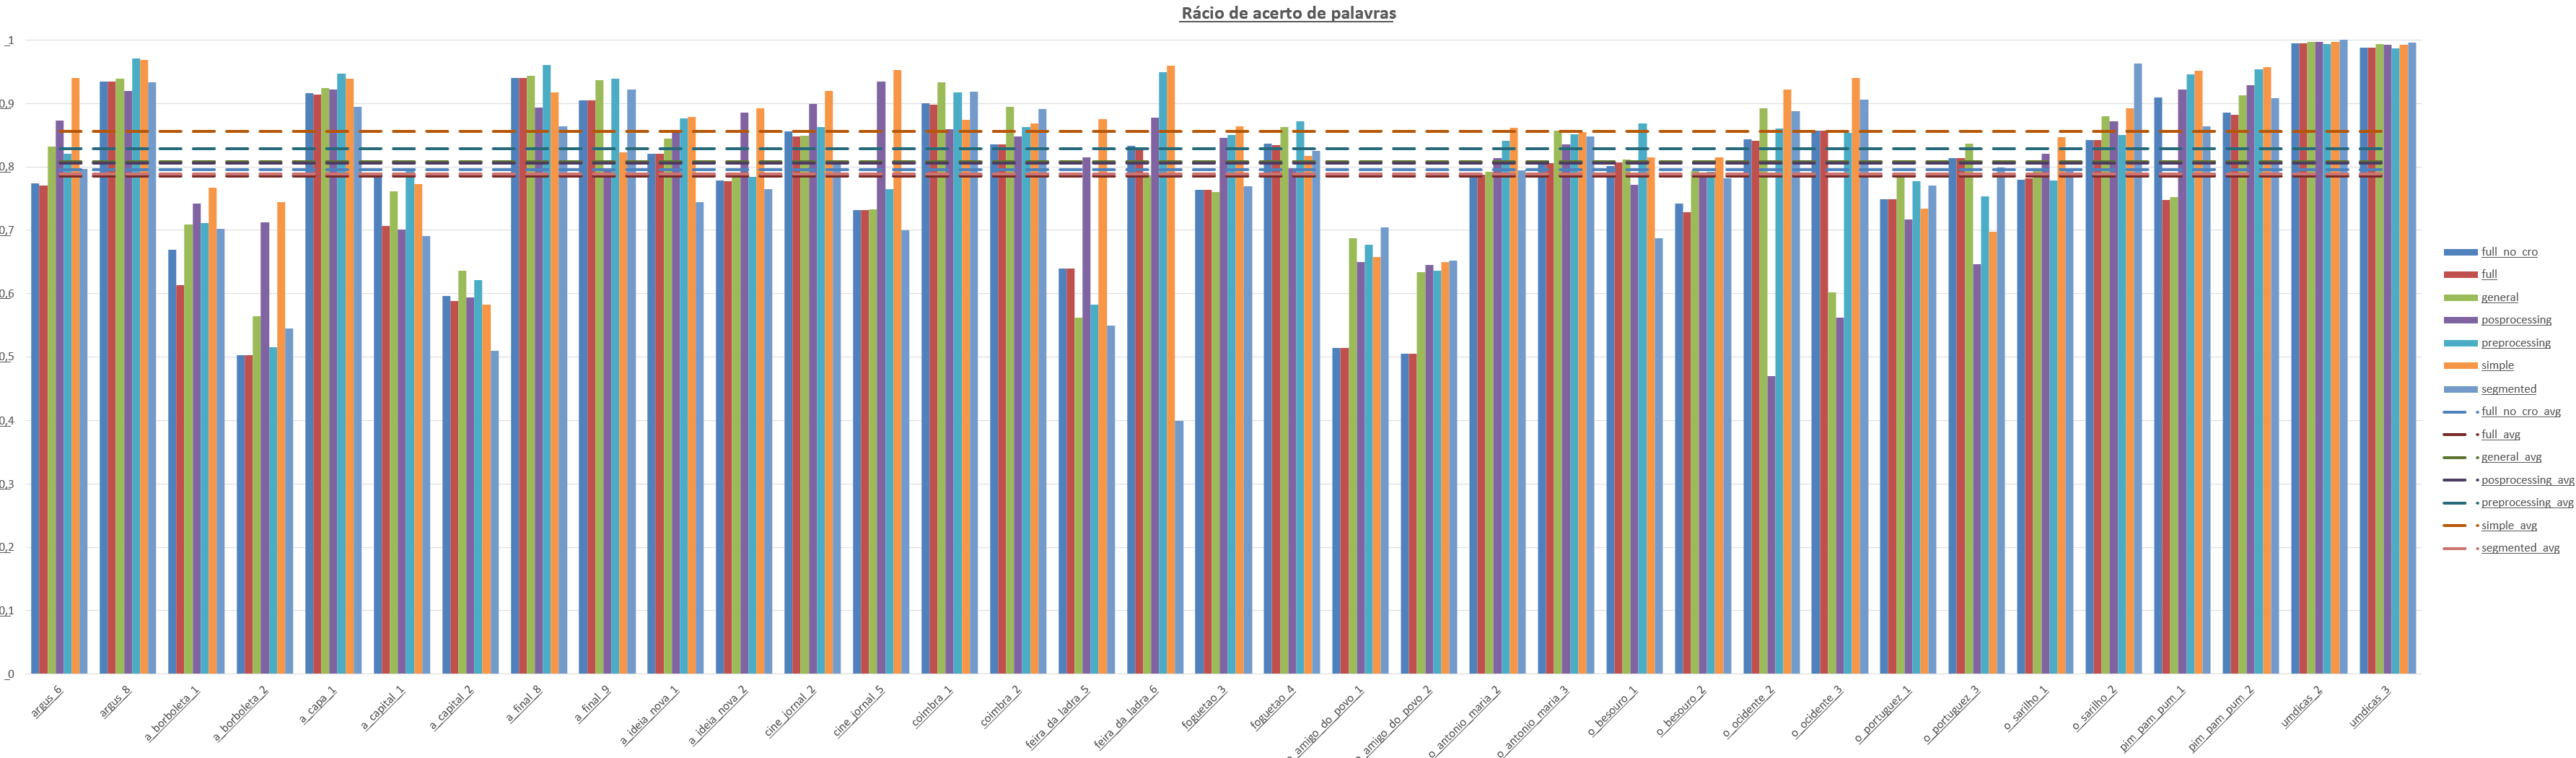 Rácio de acerto de palavras
1
0,9
0,8
0,7
0,6
0,5
0,4
0,3
0,2
0,1
0
argus_6
argus_8
a_borboleta_1
a_borboleta_2
a_capa_1
a_capital_1
a_capital_2
a_final_8
a_final_9
a_ideia_nova_1
a_ideia_nova_2
cine_jornal_2
cine_jornal_5
coimbra_1
coimbra_2
feira_da_ladra_5
feira_da_ladra_6
foguetao_3
foguetao_4
o_amigo_do_povo_1
o_amigo_do_povo_2
o_antonio_maria_2
o_antonio_maria_3
o_besouro_1
o_besouro_2
o_ocidente_2
o_ocidente_3
o_portuguez_1
o_portuguez_3
o_sarilho_1
o_sarilho_2
pim_pam_pum_1
pim_pam_pum_2
umdicas_2
umdicas_3
full_no_cro
full
general
posprocessing
preprocessing
simple
segmented
full_no_cro_avg
full_avg
general_avg
posprocessing_avg
preprocessing_avg
simple_avg
segmented_avg